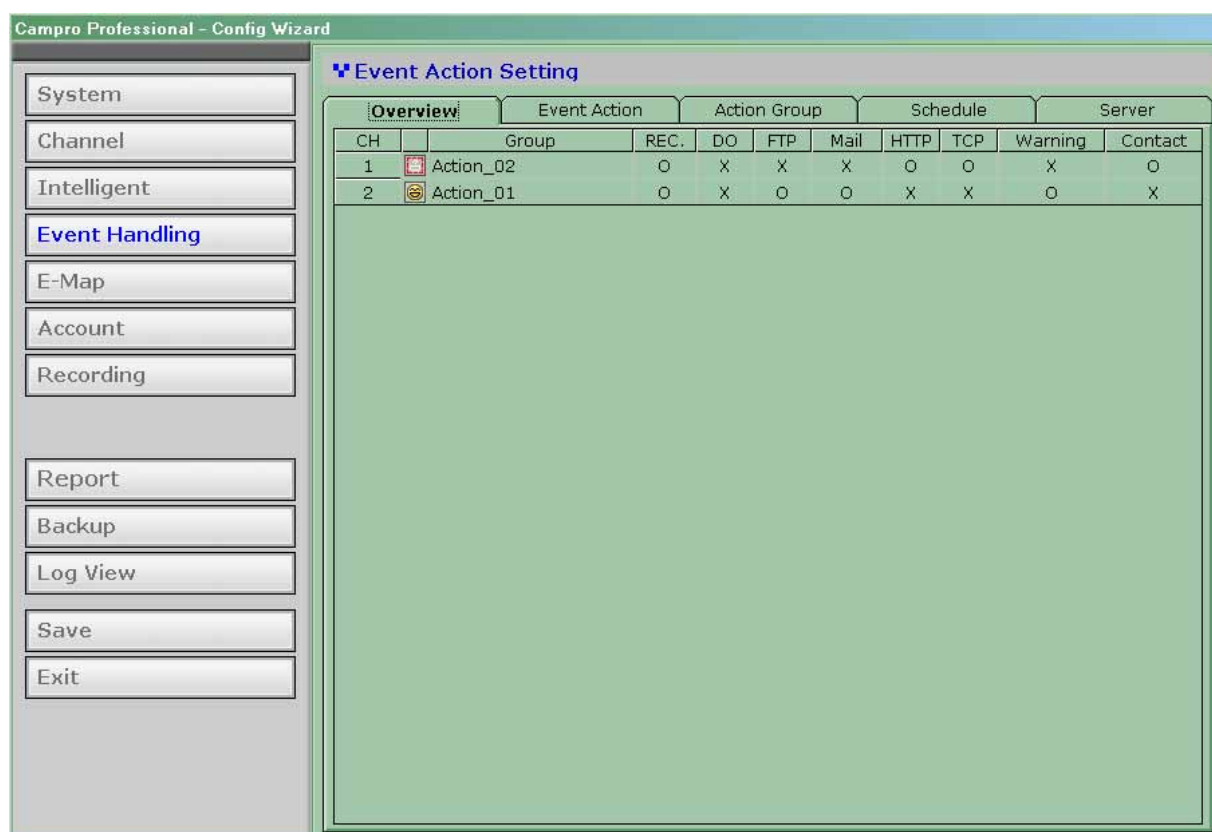 Campro Professional - Config Wizard
System
Channel
Intelligent
Event Handling
E-Map
Account
Recording
Report
Backup
Log View
Save
Exit
Event Action Setting
Overview Event Action Action Group Schedule Server
CH Group REC. DO FTP Mail HTTP TCP Warning Contact
1 Action_02 O X X X O O X O
2 Action_01 O X O O X X O X